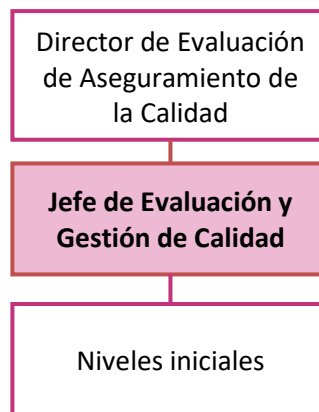 Director de Evaluación
de Aseguramiento de
la Calidad
Jefe de Evaluación y
Gestión de Calidad
Niveles iniciales